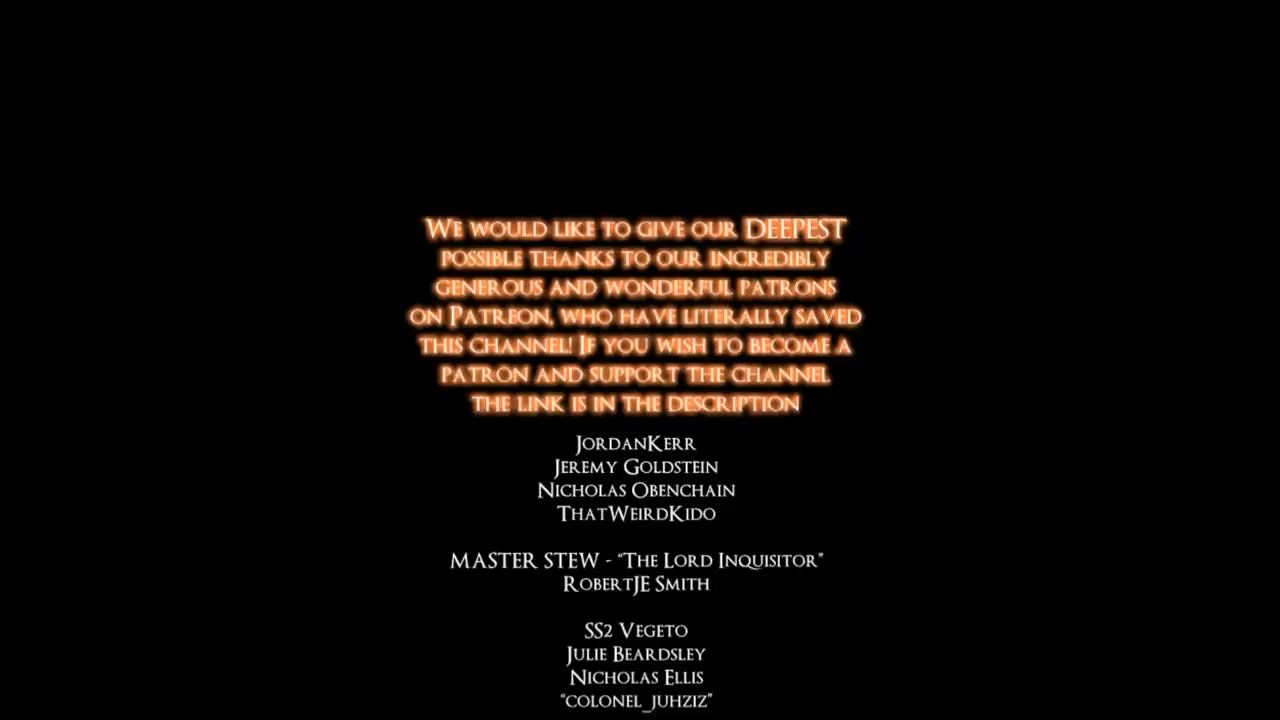 We would like to give our DEEPEST
possible thanks to our incredibly
generous and wonderful patrons
on Patreon, who have literally saved
this channel! If you wish to become a
patron and support the channel
the link is in the description
JordanKerr
Jeremy Goldstein
Nicholas Obenchain
ThatWeirdKido
MASTER STEW - “The Lord Inquisitor”
RobertJE Smith
SS2 Vegeto
Julie Beardsley
Nicholas Ellis
“colonel_juhziz”